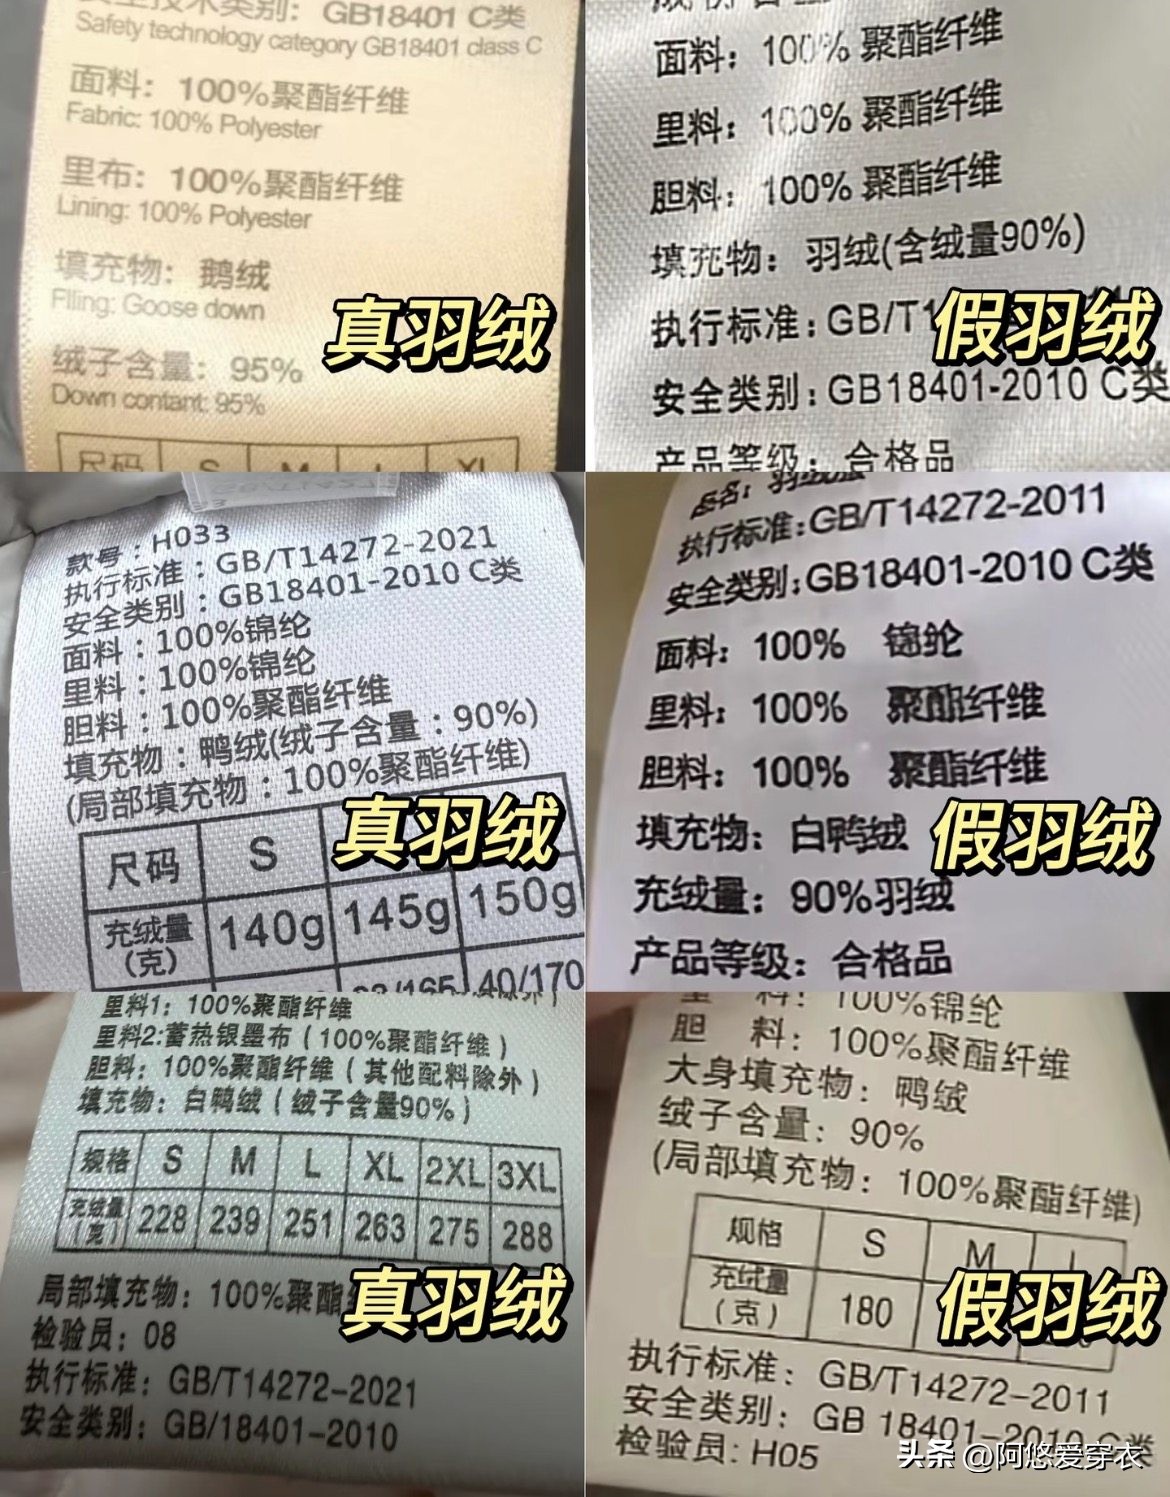 安全技术类别: GB18401 C类
Safety technology category GB18401 class C
面料: 100%聚酯纤维
Fabric: 100% Polyester
里布: 100%聚酯纤维
Lining: 100% Polyester
填充物: 鹅绒
Flling: Goose down
绒子含量: 95%
Down contant: 95%
尺码 S M L XL
真羽绒
面料: 100% 聚酯纤维
里料: 100% 聚酯纤维
胆料: 100% 聚酯纤维
填充物: 羽绒(含绒量90%)
执行标准: GB/T1
安全类别: GB18401-2010 C类
产品等级: 合格品
假羽绒
款号: H033
执行标准: GB/T14272-2021
安全类别: GB18401-2010 C类
面料: 100%锦纶
里料: 100%锦纶
胆料: 100%聚酯纤维
填充物: 鸭绒(绒子含量: 90%)
(局部填充物: 100%聚酯纤维)
尺码 S
充绒量(克) 140g 145g 150g
40/170
真羽绒
执行标准: GB/T14272-2011
安全类别: GB18401-2010 C类
面料: 100% 锦纶
里料: 100% 聚酯纤维
胆料: 100% 聚酯纤维
填充物: 白鸭绒
充绒量: 90%羽绒
产品等级: 合格品
假羽绒
里料1: 100%聚酯纤维
里料2:蓄热银墨布(100%聚酯纤维)
胆料: 100%聚酯纤维(其他配料除外)
填充物: 白鸭绒(绒子含量90%)
规格 S M L XL 2XL 3XL
充绒量(克) 228 239 251 263 275 288
局部填充物: 100%聚酯
检验员: 08
执行标准: GB/T14272-2021
安全类别: GB/18401-2010
真羽绒
里 料: 100%锦纶
胆 料: 100%聚酯纤维
大身填充物: 鸭绒
绒子含量: 90%
(局部填充物: 100%聚酯纤维)
规格 S M L
充绒量(克) 180
执行标准: GB/T14272-2011
安全类别: GB 18401-2010 C类
检验员: H05
假羽绒
头条 @阿悠爱穿衣